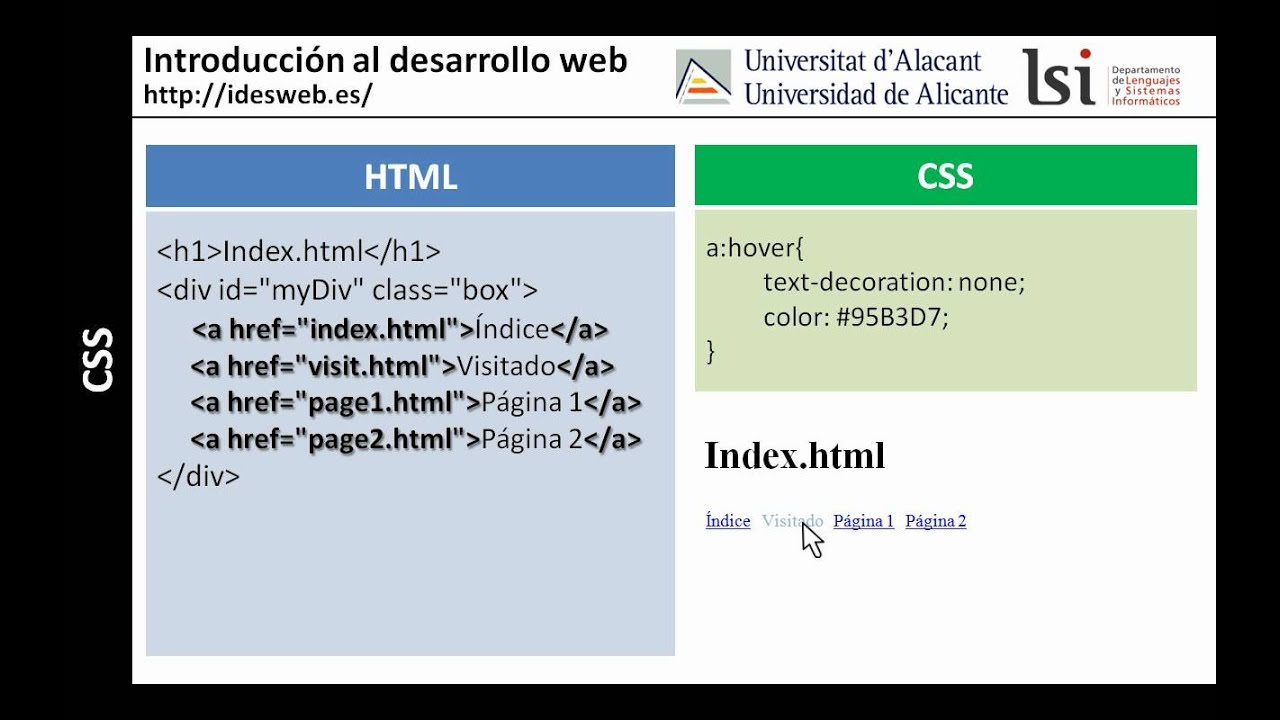 Introducción al desarrollo web
http://idesweb.es/
Universitat d'Alacant
Universidad de Alicante
lsi
Departamento
de Lenguajes
y Sistemas
Informáticos
CSS
HTML
<h1>Index.html</h1>
<div id="myDiv" class="box">
<a href="index.html">Índice</a>
<a href="visit.html">Visitado</a>
<a href="page1.html">Página 1</a>
<a href="page2.html">Página 2</a>
</div>
CSS
a:hover{
text-decoration: none;
color: #95B3D7;
}
Index.html
Índice Visitado Página 1 Página 2